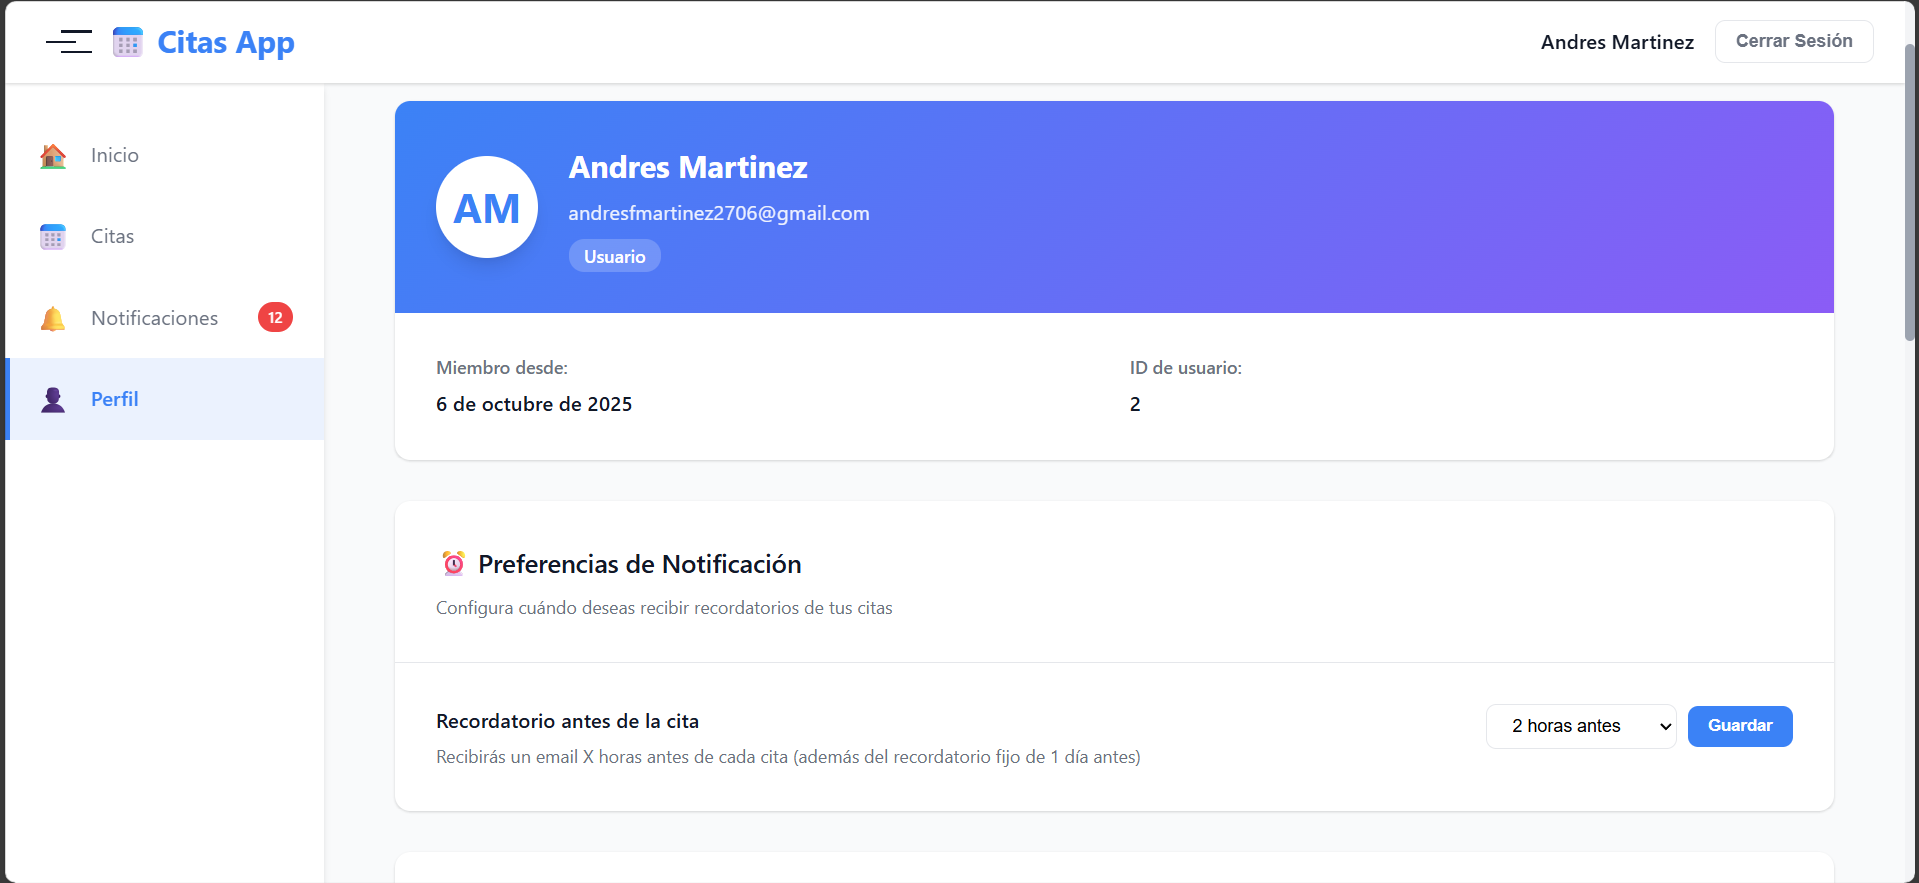 Citas App
Andres Martinez
Cerrar Sesión
Inicio
Citas
Notificaciones
12
Perfil
AM
Andres Martinez
andresfmartinez2706@gmail.com
Usuario
Miembro desde:
6 de octubre de 2025
ID de usuario:
2
Preferencias de Notificación
Configura cuándo deseas recibir recordatorios de tus citas
Recordatorio antes de la cita
Recibirás un email X horas antes de cada cita (además del recordatorio fijo de 1 día antes)
2 horas antes
Guardar